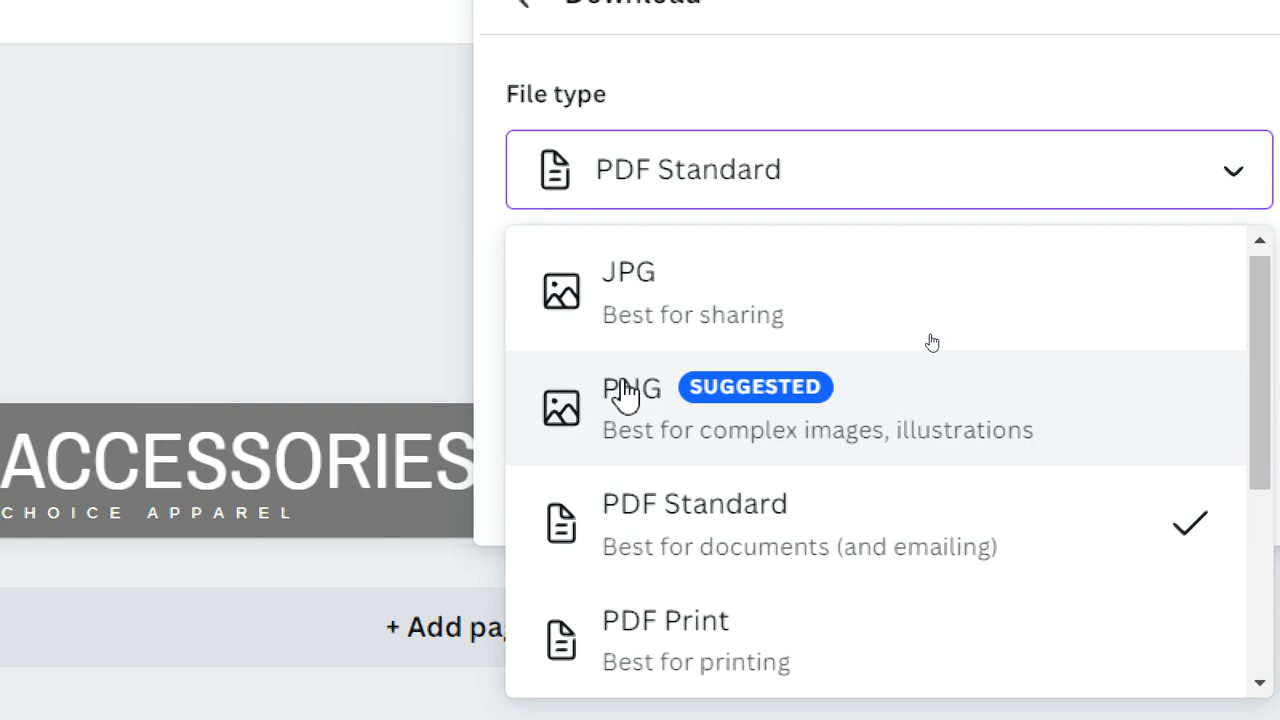 Download
File type
PDF Standard
JPG
Best for sharing
PNG SUGGESTED
Best for complex images, illustrations
PDF Standard
Best for documents (and emailing)
PDF Print
Best for printing
ACCESSORIES
CHOICE APPAREL
+ Add pa